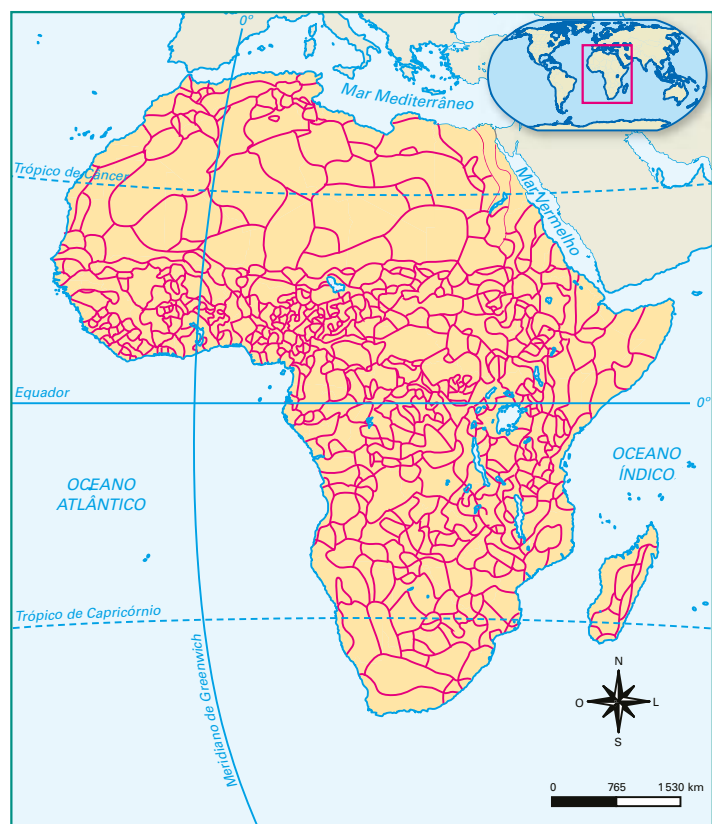 0°
Mar Mediterrâneo
Trópico de Câncer
Mar Vermelho
Equador
0°
OCEANO
ATLÂNTICO
OCEANO
ÍNDICO
Trópico de Capricórnio
Meridiano de Greenwich
N
O
L
S
0 765 1 530 km